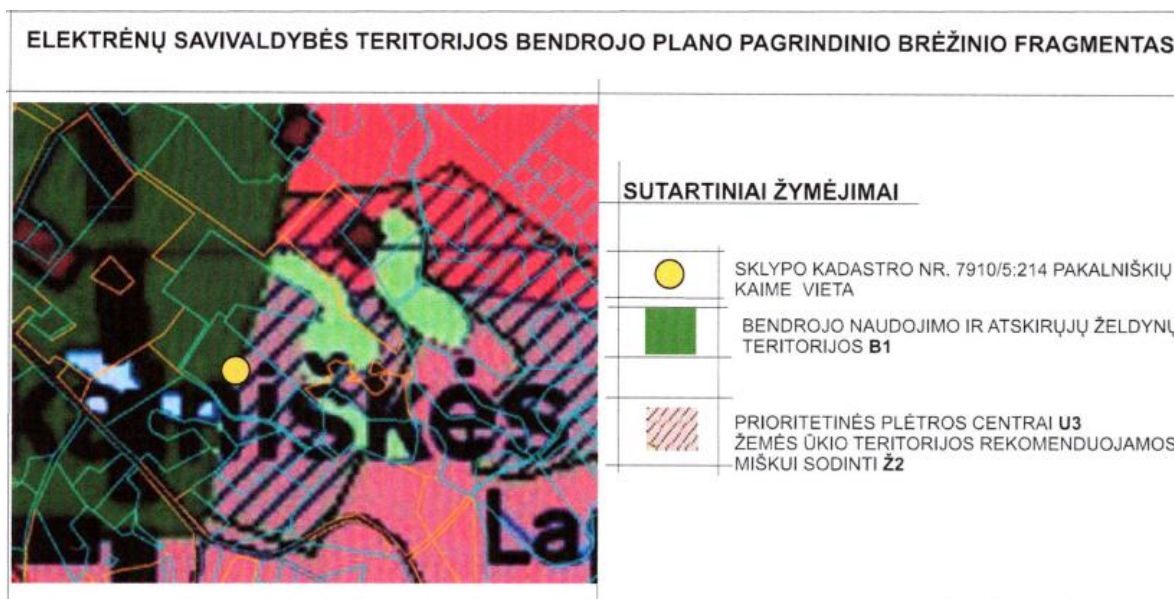 ELEKTRĖNŲ SAVIVALDYBĖS TERITORIJOS BENDROJO PLANO PAGRINDINIO BRĖŽINIO FRAGMENTAS
SUTARTINIAI ŽYMĖJIMAI
SKLYPO KADASTRO NR. 7910/5:214 PAKALNIŠKIŲ
KAIME VIETA
BENDROJO NAUDOJIMO IR ATSKIRŲJŲ ŽELDYNŲ
TERITORIJOS B1
PRIORITETINĖS PLĖTROS CENTRAI U3
ŽEMĖS ŪKIO TERITORIJOS REKOMENDUOJAMOS
MIŠKUI SODINTI Ž2